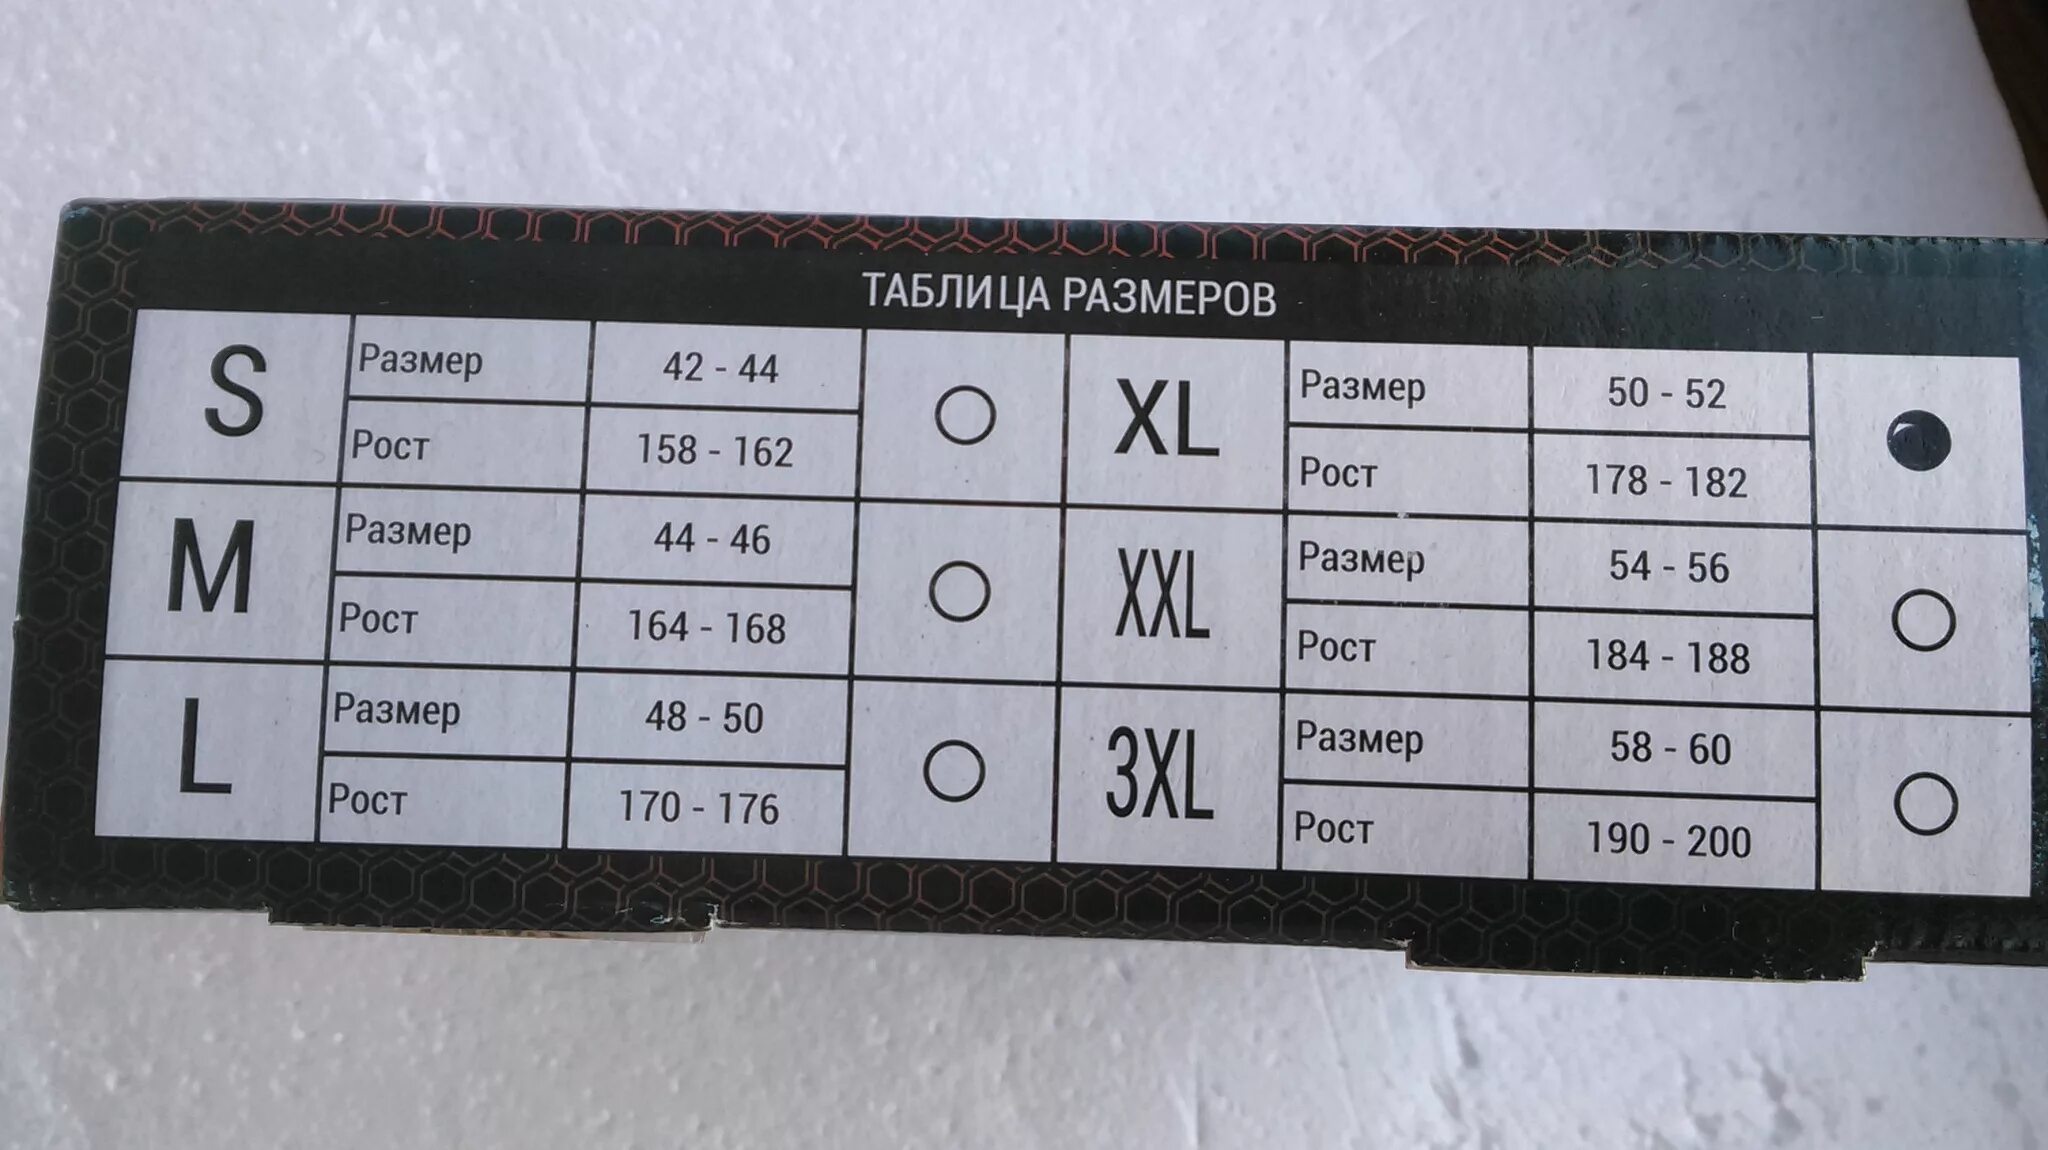 ТАБЛИЦА РАЗМЕРОВ
S Размер 42 - 44
Рост 158 - 162
M Размер 44 - 46
Рост 164 - 168
L Размер 48 - 50
Рост 170 - 176
XL Размер 50 - 52
Рост 178 - 182
XXL Размер 54 - 56
Рост 184 - 188
3XL Размер 58 - 60
Рост 190 - 200